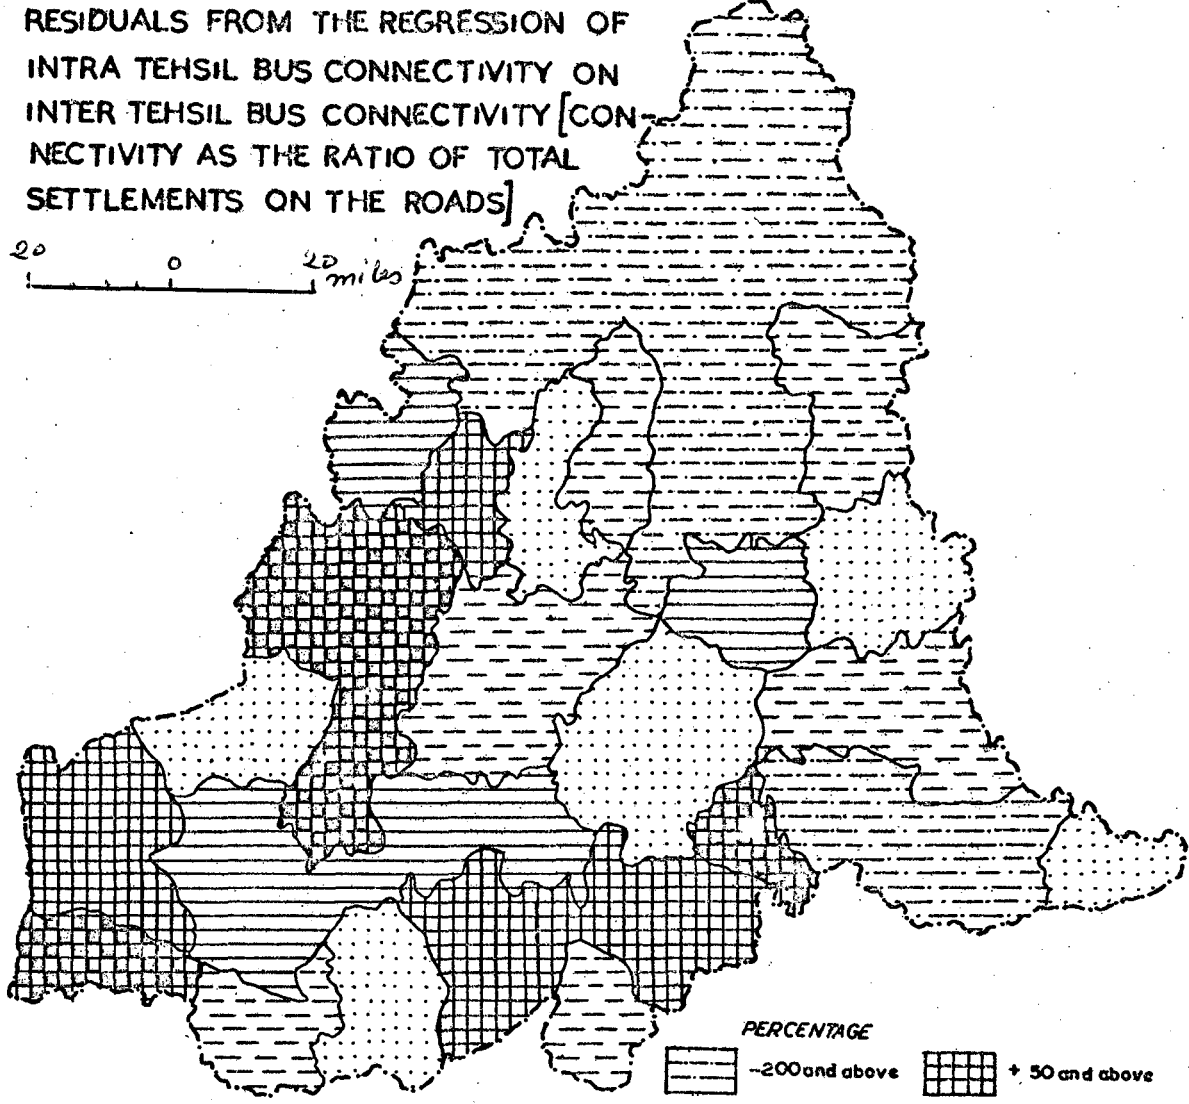 RESIDUALS FROM THE REGRESSION OF
INTRA TEHSIL BUS CONNECTIVITY ON
INTER TEHSIL BUS CONNECTIVITY [CON-
NECTIVITY AS THE RATIO OF TOTAL
SETTLEMENTS ON THE ROADS]
20 0 20 miles
PERCENTAGE
-200 and above + 50 and above